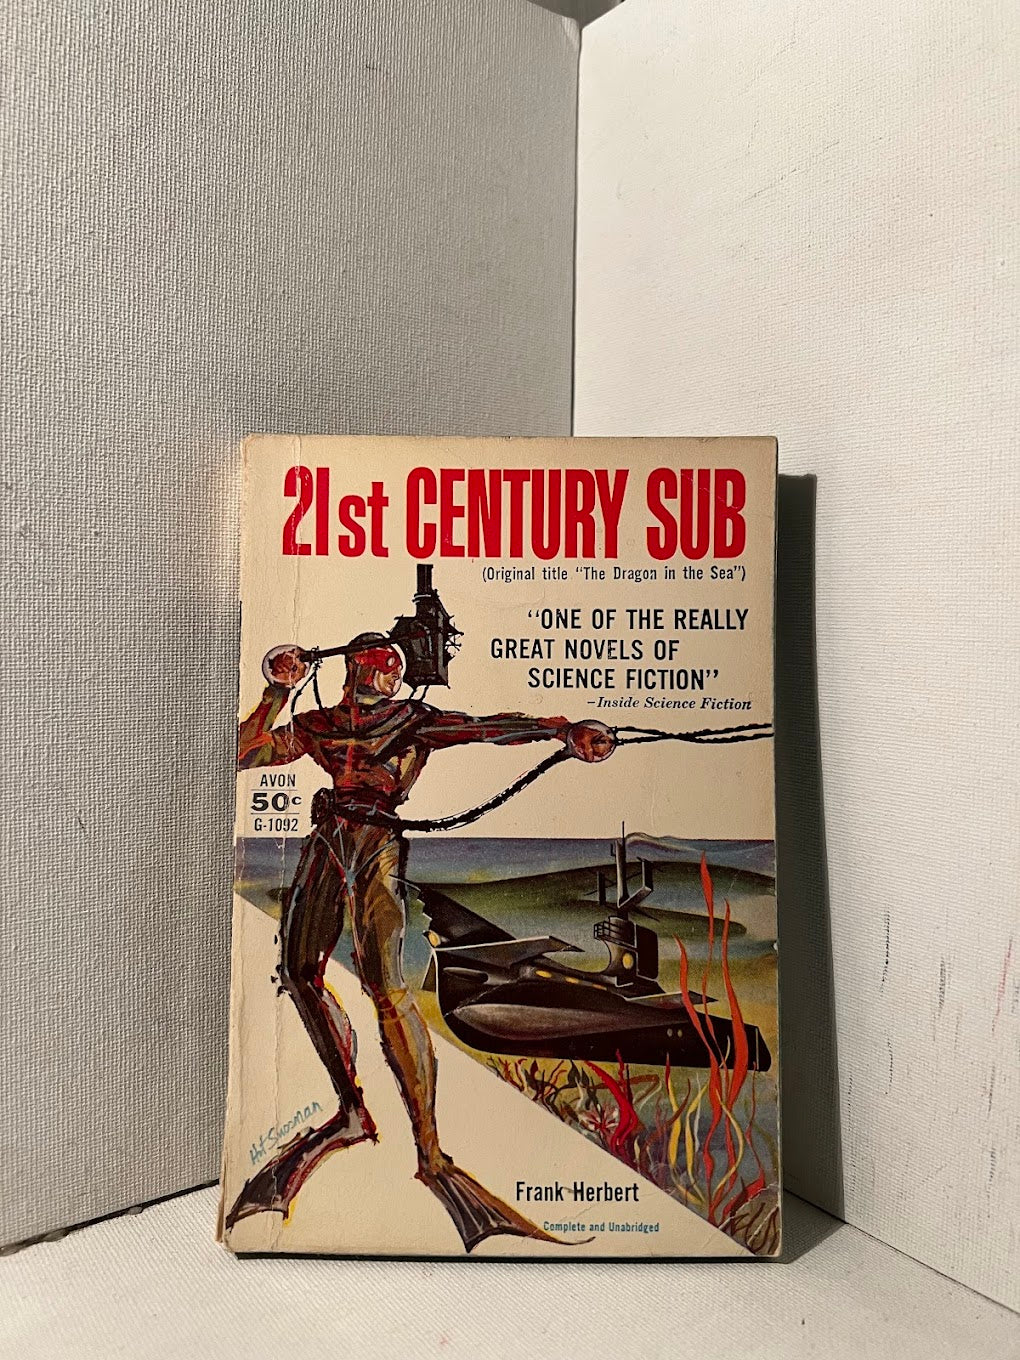 21st CENTURY SUB
(Original title "The Dragon in the Sea")
"ONE OF THE REALLY
GREAT NOVELS OF
SCIENCE FICTION"
–Inside Science Fiction
AVON
50c
G-1092
Frank Herbert
Complete and Unabridged